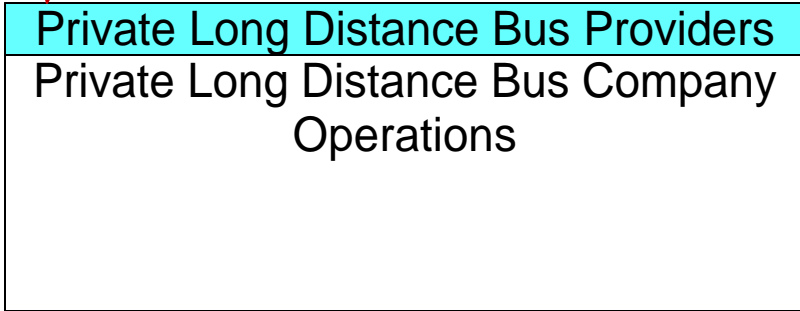 Private Long Distance Bus Providers
Private Long Distance Bus Company
Operations